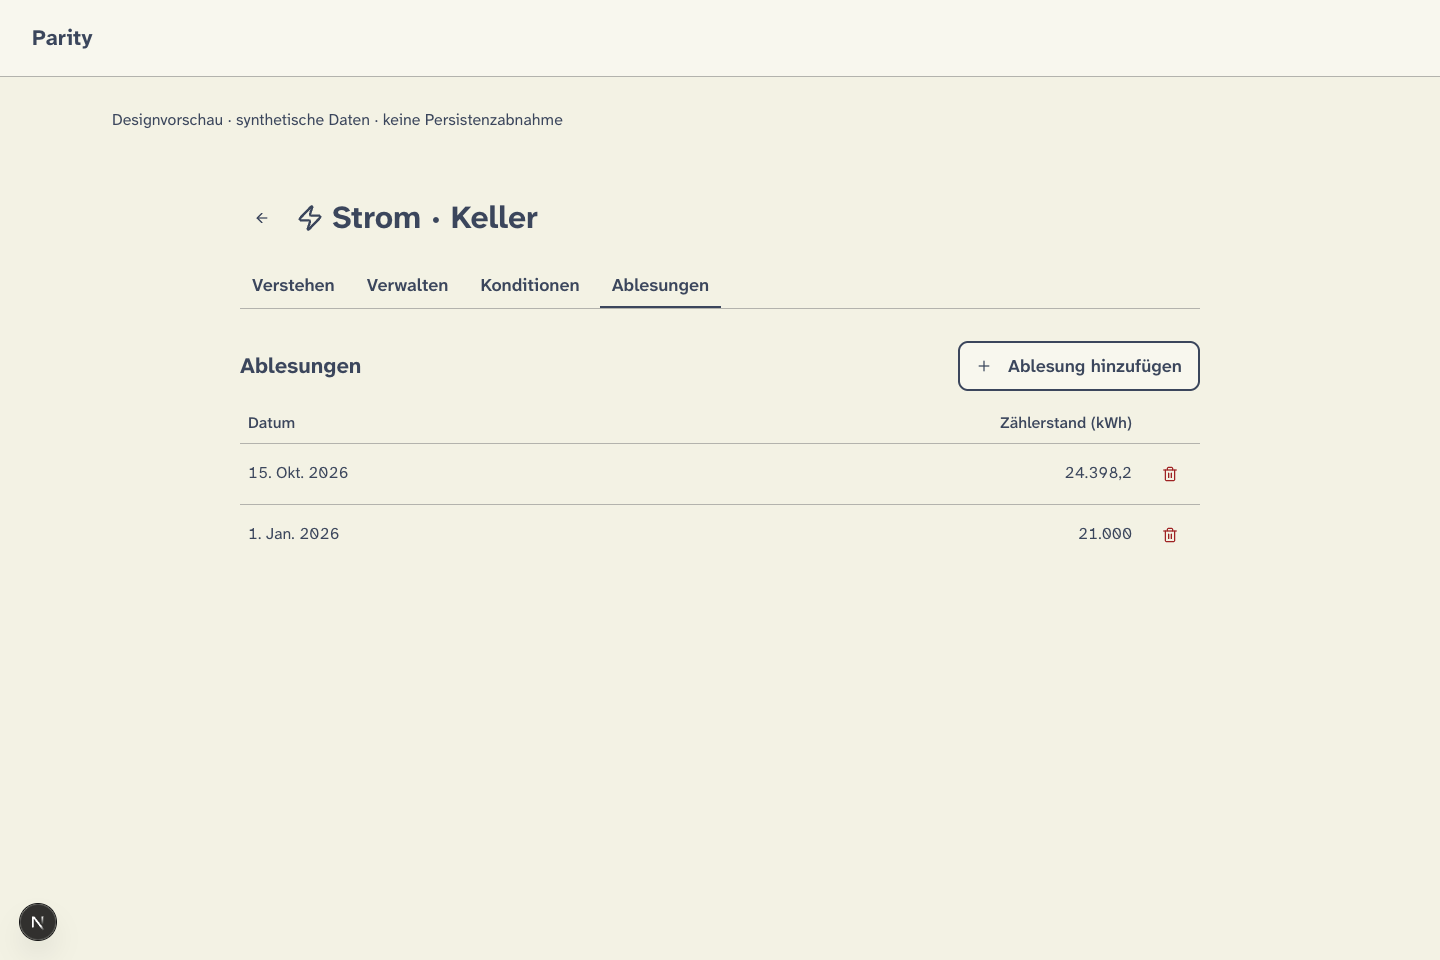 Parity
Designvorschau · synthetische Daten · keine Persistenzabnahme
Strom · Keller
Verstehen Verwalten Konditionen Ablesungen
Ablesungen
Ablesung hinzufügen
Datum Zählerstand (kWh)
15. Okt. 2026 24.398,2
1. Jan. 2026 21.000
N